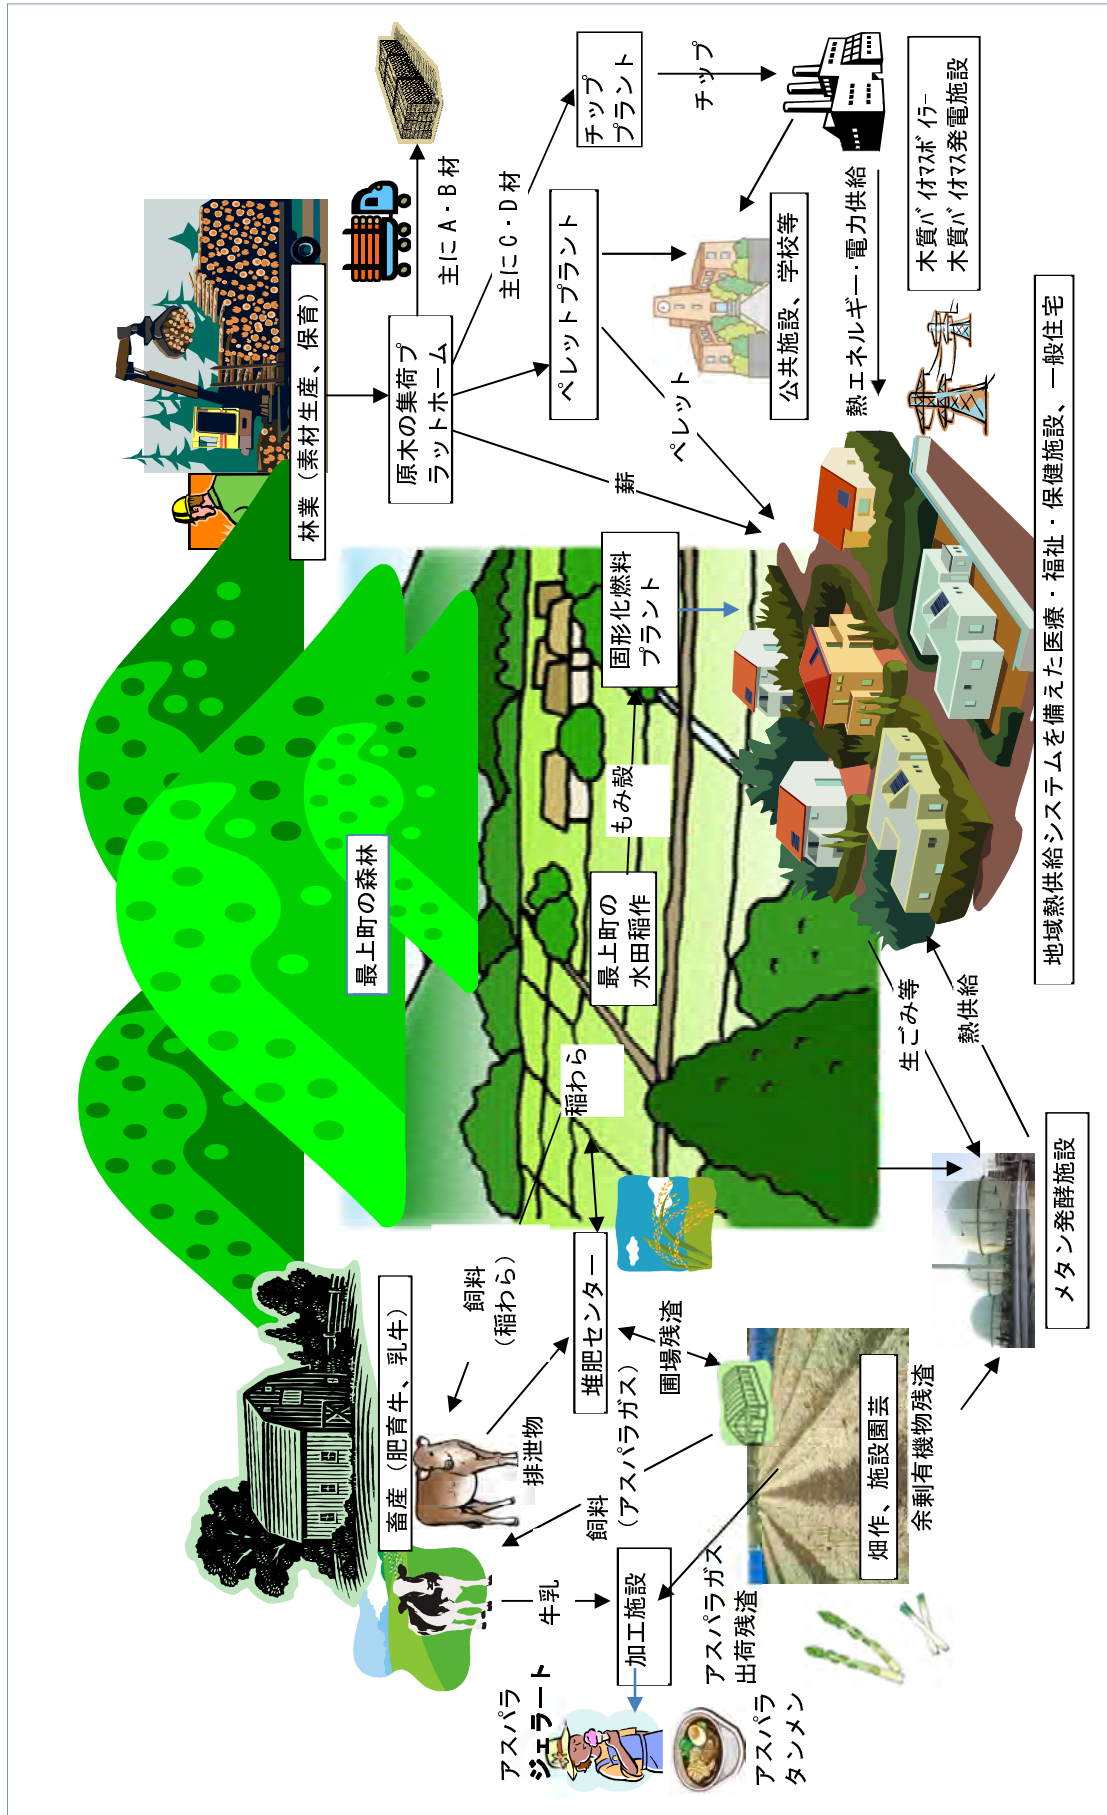 林業（素材生産、保育）
最上町の森林
畜産（肥育牛、乳牛）
原木の集荷プ
ラットホーム
主にA・B材
飼料
（稲わら）
アスパラ
ジェラート
主にC・D材
排泄物
牛乳
ペレットプラント
稲わら
堆肥センター
チップ
プラント
飼料
（アスパラガス）
最上町の
水田稲作
固形化燃料
プラント
もみ殻
薪
加工施設
圃場残渣
ペレット
チップ
アスパラガス
出荷残渣
アスパラ
タンメン
公共施設、学校等
熱エネルギー・電力供給
畑作、施設園芸
生ごみ等
余剰有機物残渣
木質ﾊﾞｲｵﾏｽﾎﾞｲﾗｰ
木質ﾊﾞｲｵﾏｽ発電施設
熱供給
地域熱供給システムを備えた医療・福祉・保健施設、一般住宅
メタン発酵施設